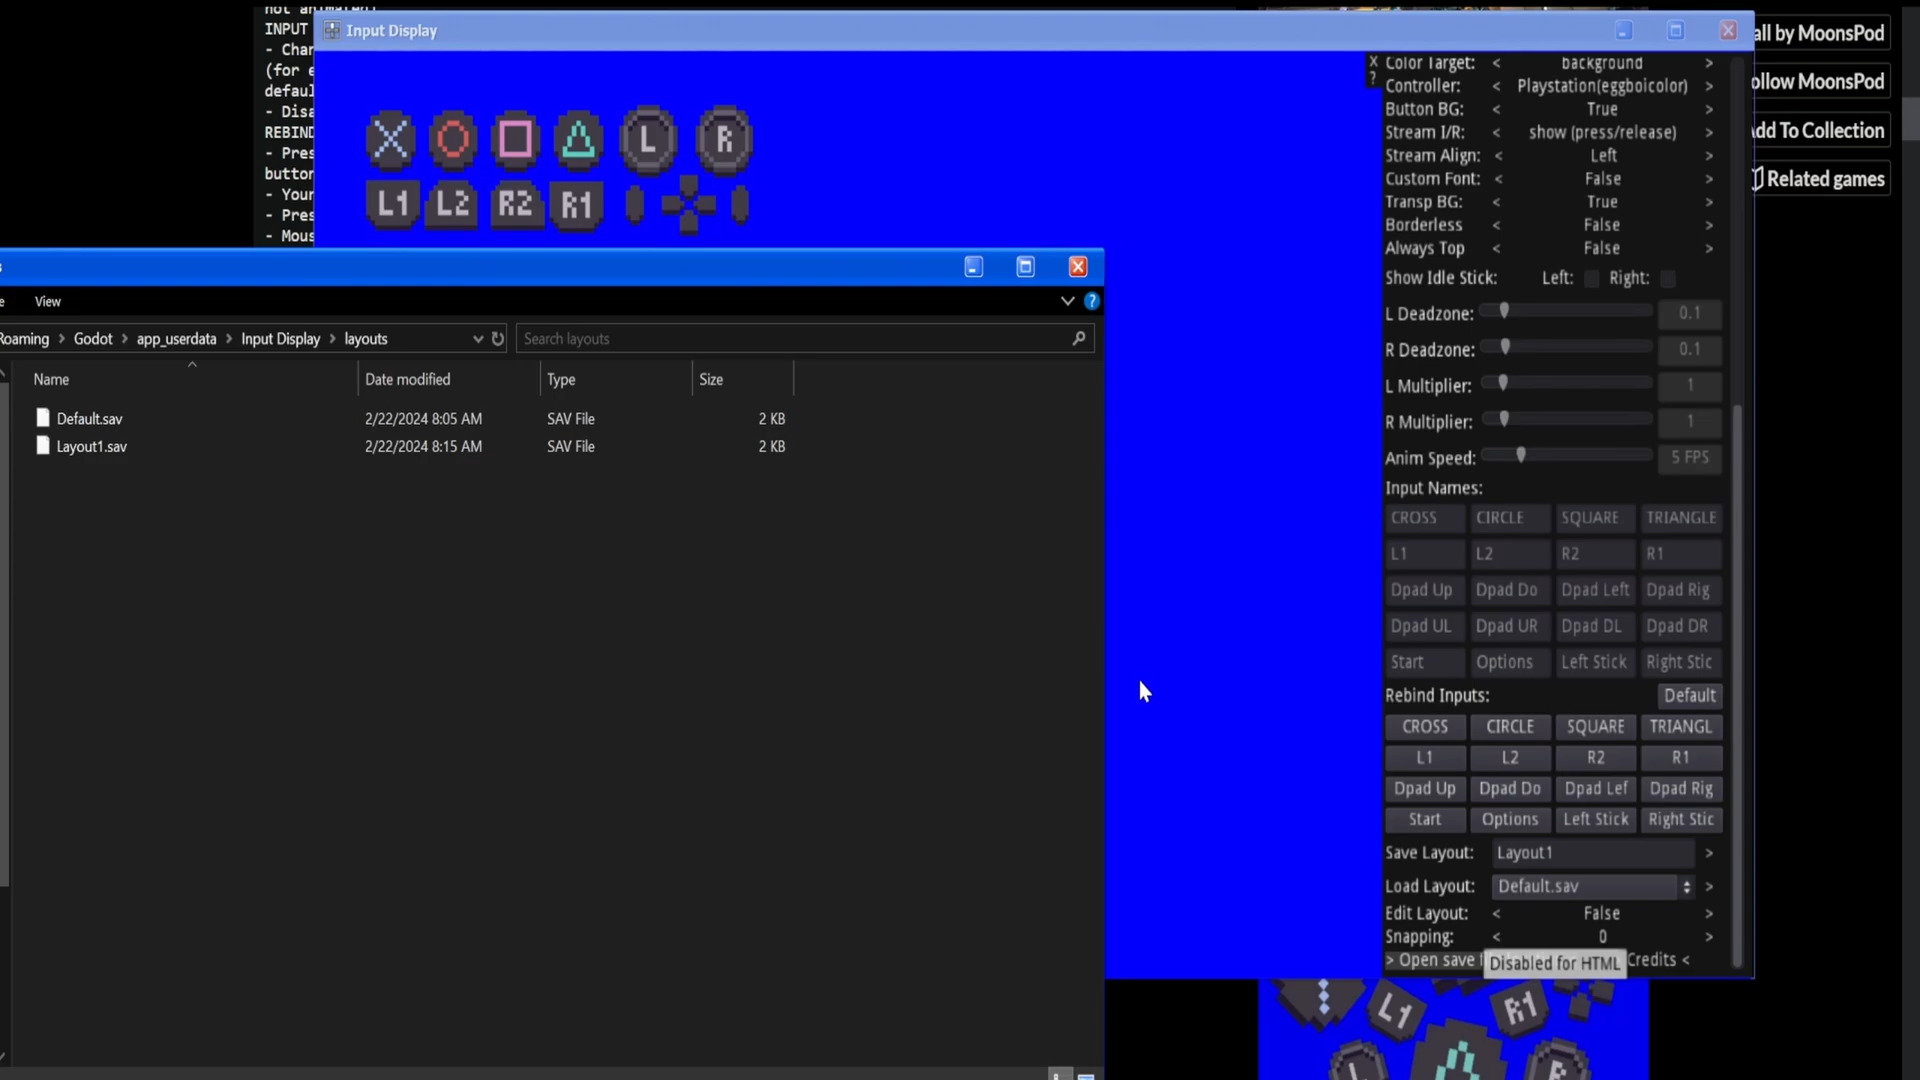 INPUT
- Char
(for e
defaul
- Disa
REBIND
- Pres
button
- Your
- Pres
- Mous
Input Display
all by MoonsPod
ollow MoonsPod
Add To Collection
Related games
X O □ △ L R
L1 L2 R2 R1
X
?
Color Target: < background >
Controller: < Playstation(eggboicolor) >
Button BG: < True >
Stream I/R: < show (press/release) >
Stream Align: < Left >
Custom Font: < False >
Transp BG: < True >
Borderless < False >
Always Top < False >
Show Idle Stick: Left: Right:
L Deadzone: 0.1
R Deadzone: 0.1
L Multiplier: 1
R Multiplier: 1
Anim Speed: 5 FPS
Input Names:
CROSS CIRCLE SQUARE TRIANGLE
L1 L2 R2 R1
Dpad Up Dpad Do Dpad Left Dpad Rig
Dpad UL Dpad UR Dpad DL Dpad DR
Start Options Left Stick Right Stic
Rebind Inputs: Default
CROSS CIRCLE SQUARE TRIANGL
L1 L2 R2 R1
Dpad Up Dpad Do Dpad Lef Dpad Rig
Start Options Left Stick Right Stic
Save Layout: Layout1 >
Load Layout: Default.sav >
Edit Layout: < False >
Snapping: < 0 >
> Open save f Disabled for HTML Credits <
View
?
Roaming > Godot > app_userdata > Input Display > layouts
Search layouts
Name Date modified Type Size
Default.sav 2/22/2024 8:05 AM SAV File 2 KB
Layout1.sav 2/22/2024 8:15 AM SAV File 2 KB
L1 R1